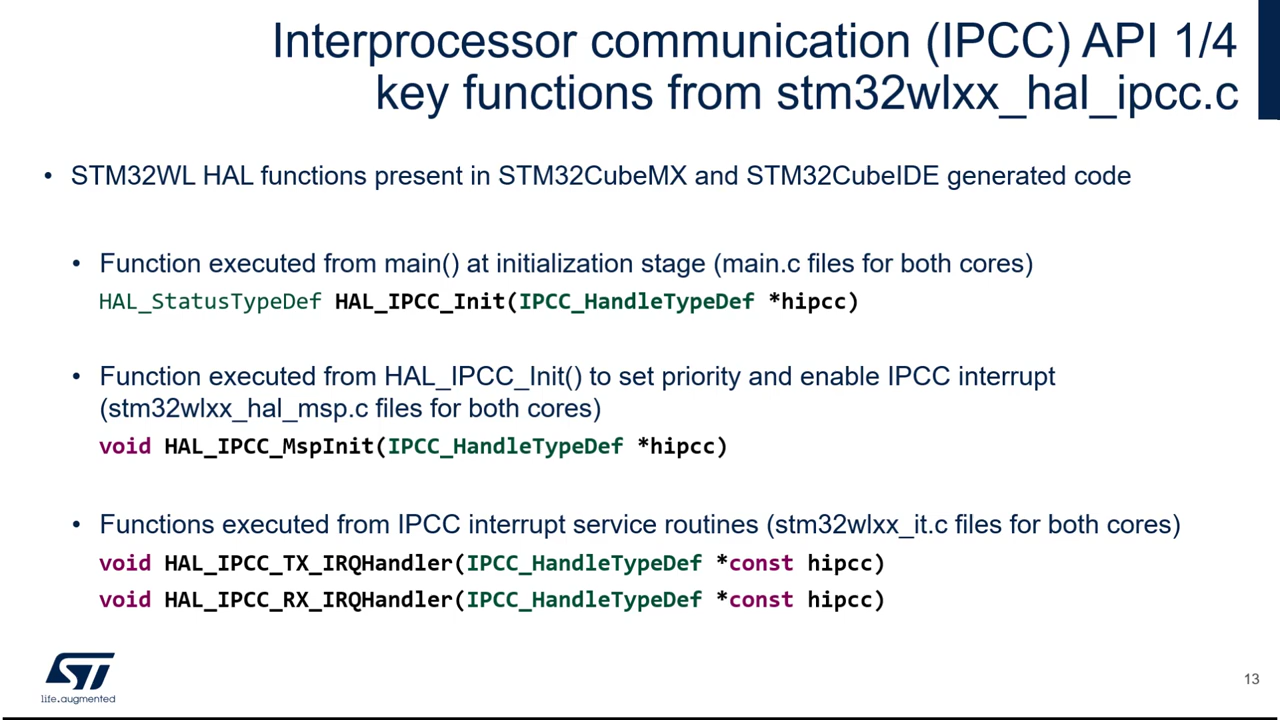 Interprocessor communication (IPCC) API 1/4
key functions from stm32wlxx_hal_ipcc.c
• STM32WL HAL functions present in STM32CubeMX and STM32CubeIDE generated code
• Function executed from main() at initialization stage (main.c files for both cores)
HAL_StatusTypeDef HAL_IPCC_Init(IPCC_HandleTypeDef *hipcc)
• Function executed from HAL_IPCC_Init() to set priority and enable IPCC interrupt
(stm32wlxx_hal_msp.c files for both cores)
void HAL_IPCC_MspInit(IPCC_HandleTypeDef *hipcc)
• Functions executed from IPCC interrupt service routines (stm32wlxx_it.c files for both cores)
void HAL_IPCC_TX_IRQHandler(IPCC_HandleTypeDef *const hipcc)
void HAL_IPCC_RX_IRQHandler(IPCC_HandleTypeDef *const hipcc)
ST
life.augmented
13